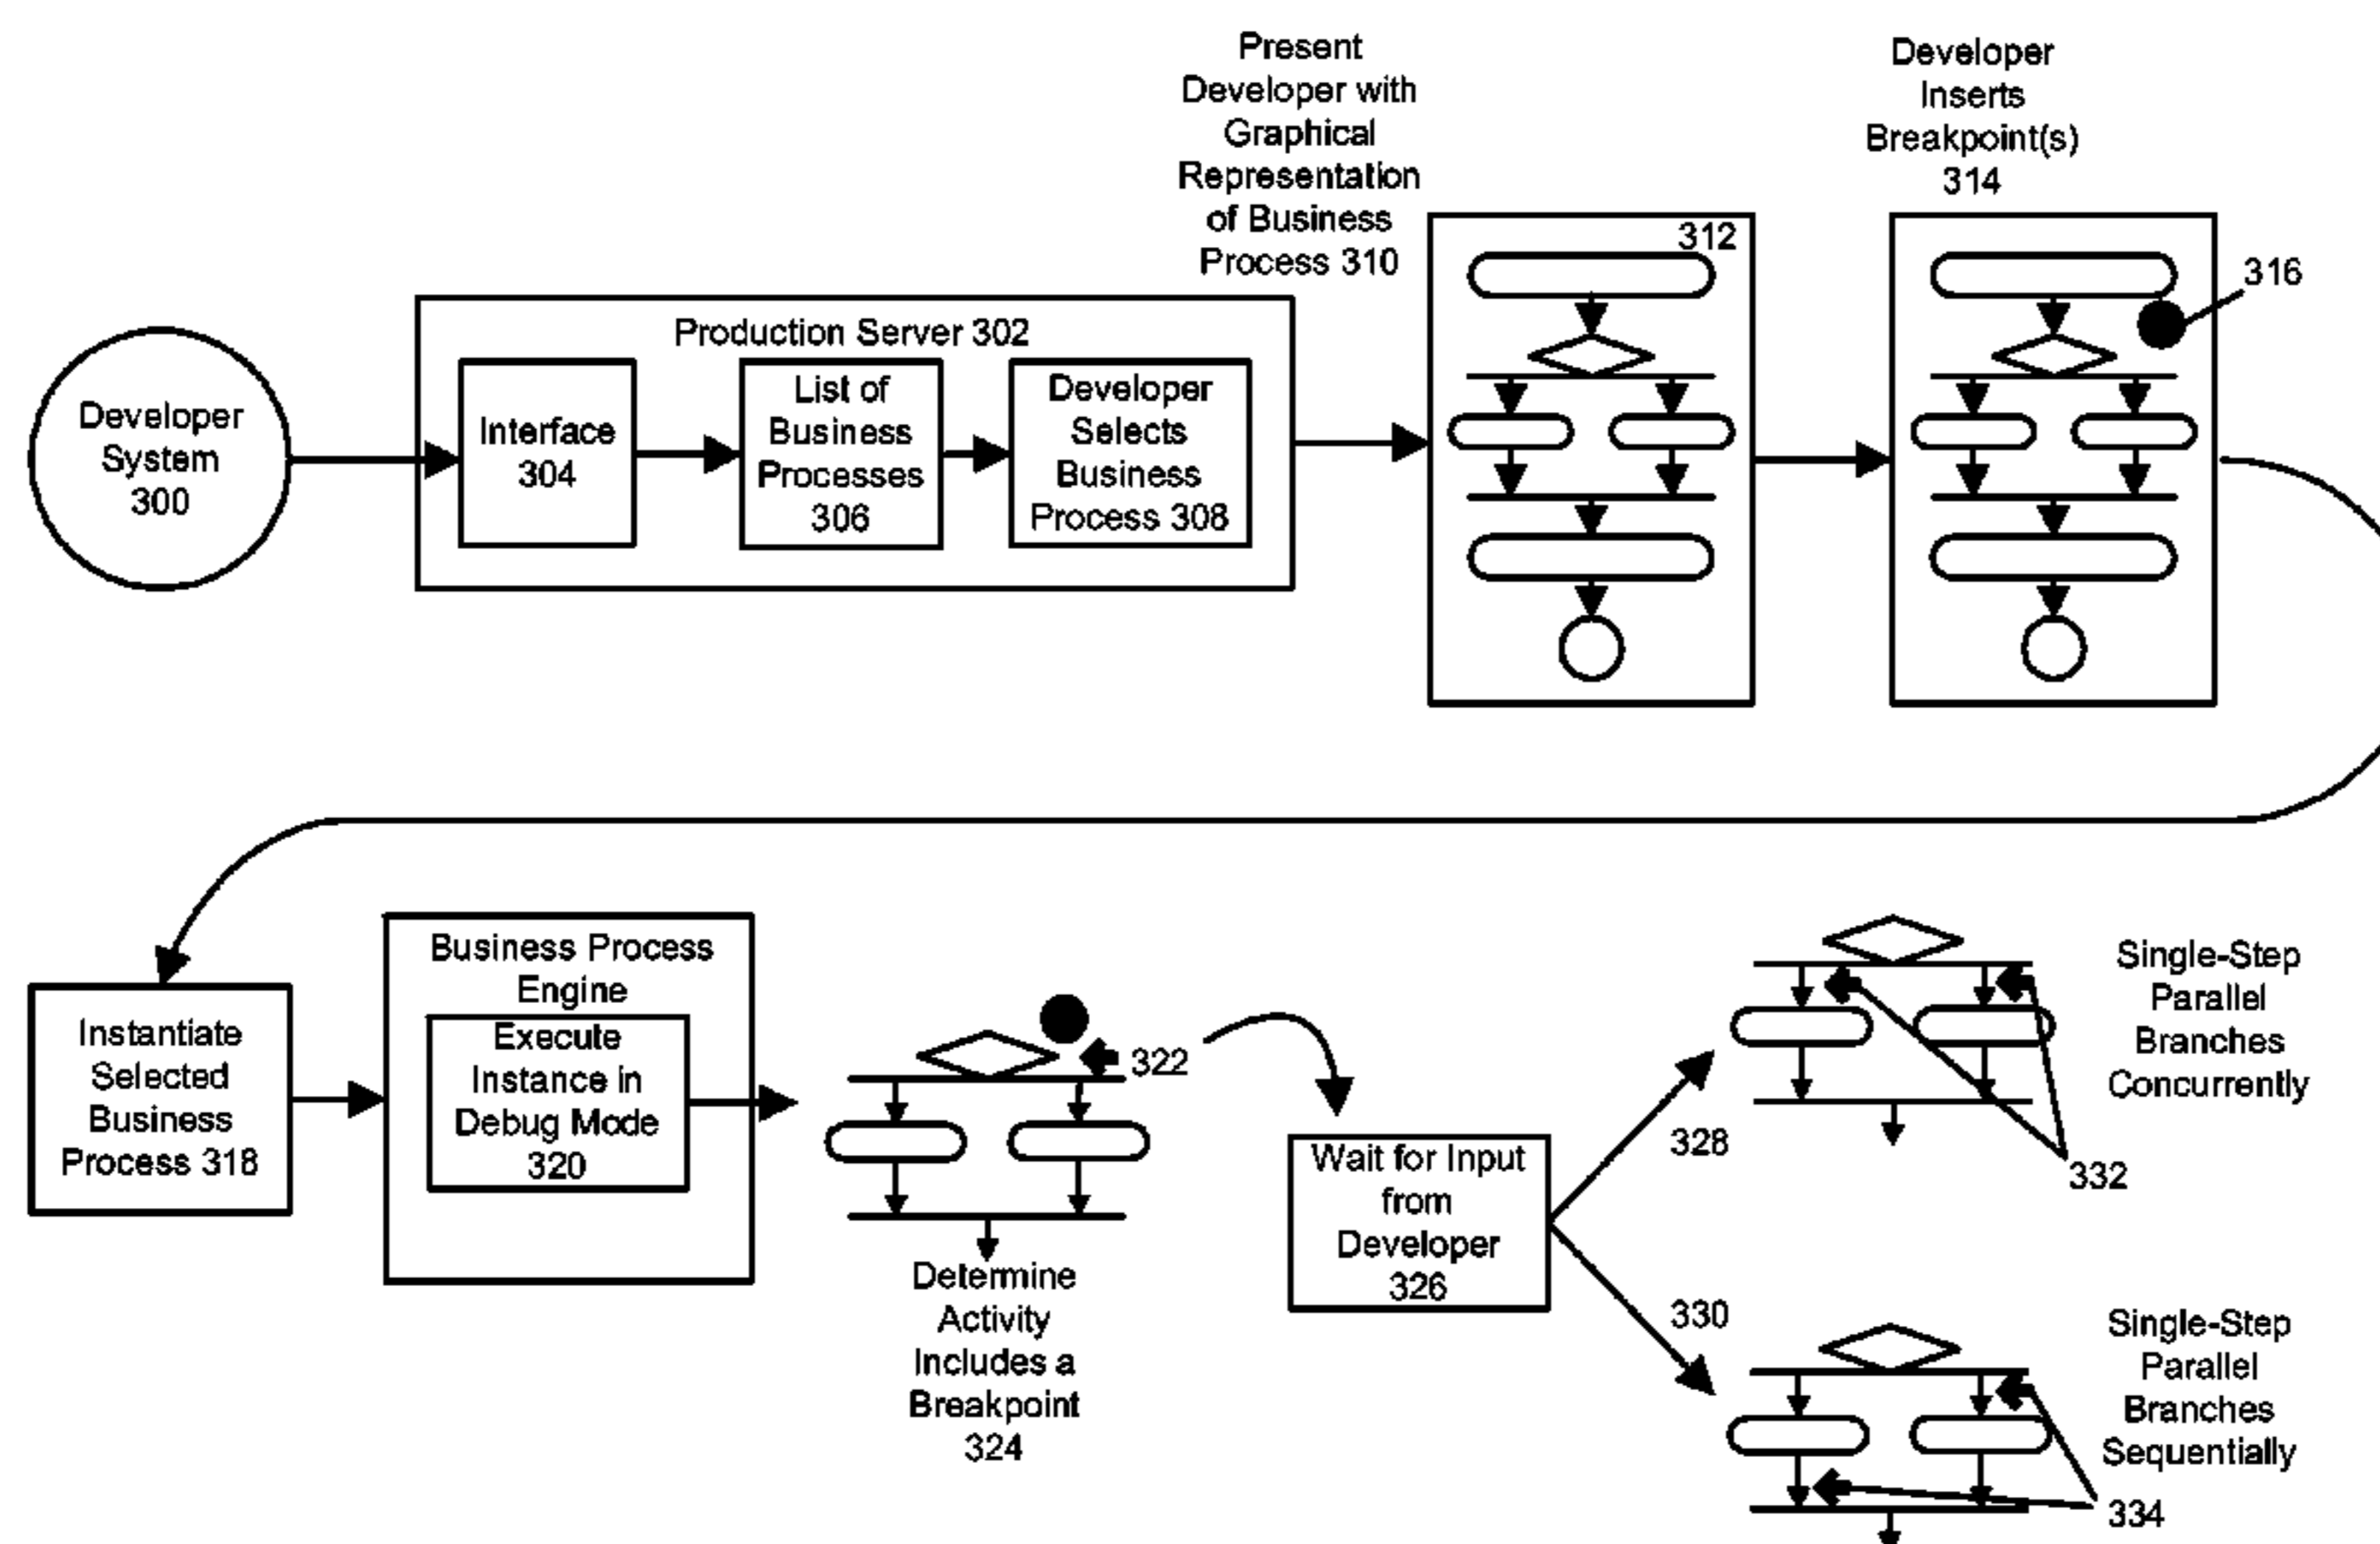 Present
Developer with
Graphical
Representation
of Business
Process 310
Developer
Inserts
Breakpoint(s)
314
312
316
Production Server 302
Developer
System
300
Interface
304
List of
Business
Processes
306
Developer
Selects
Business
Process 308
Instantiate
Selected
Business
Process 318
Business Process
Engine
Execute
Instance in
Debug Mode
320
322
Determine
Activity
Includes a
Breakpoint
324
Wait for Input
from
Developer
326
328
330
Single-Step
Parallel
Branches
Concurrently
332
Single-Step
Parallel
Branches
Sequentially
334